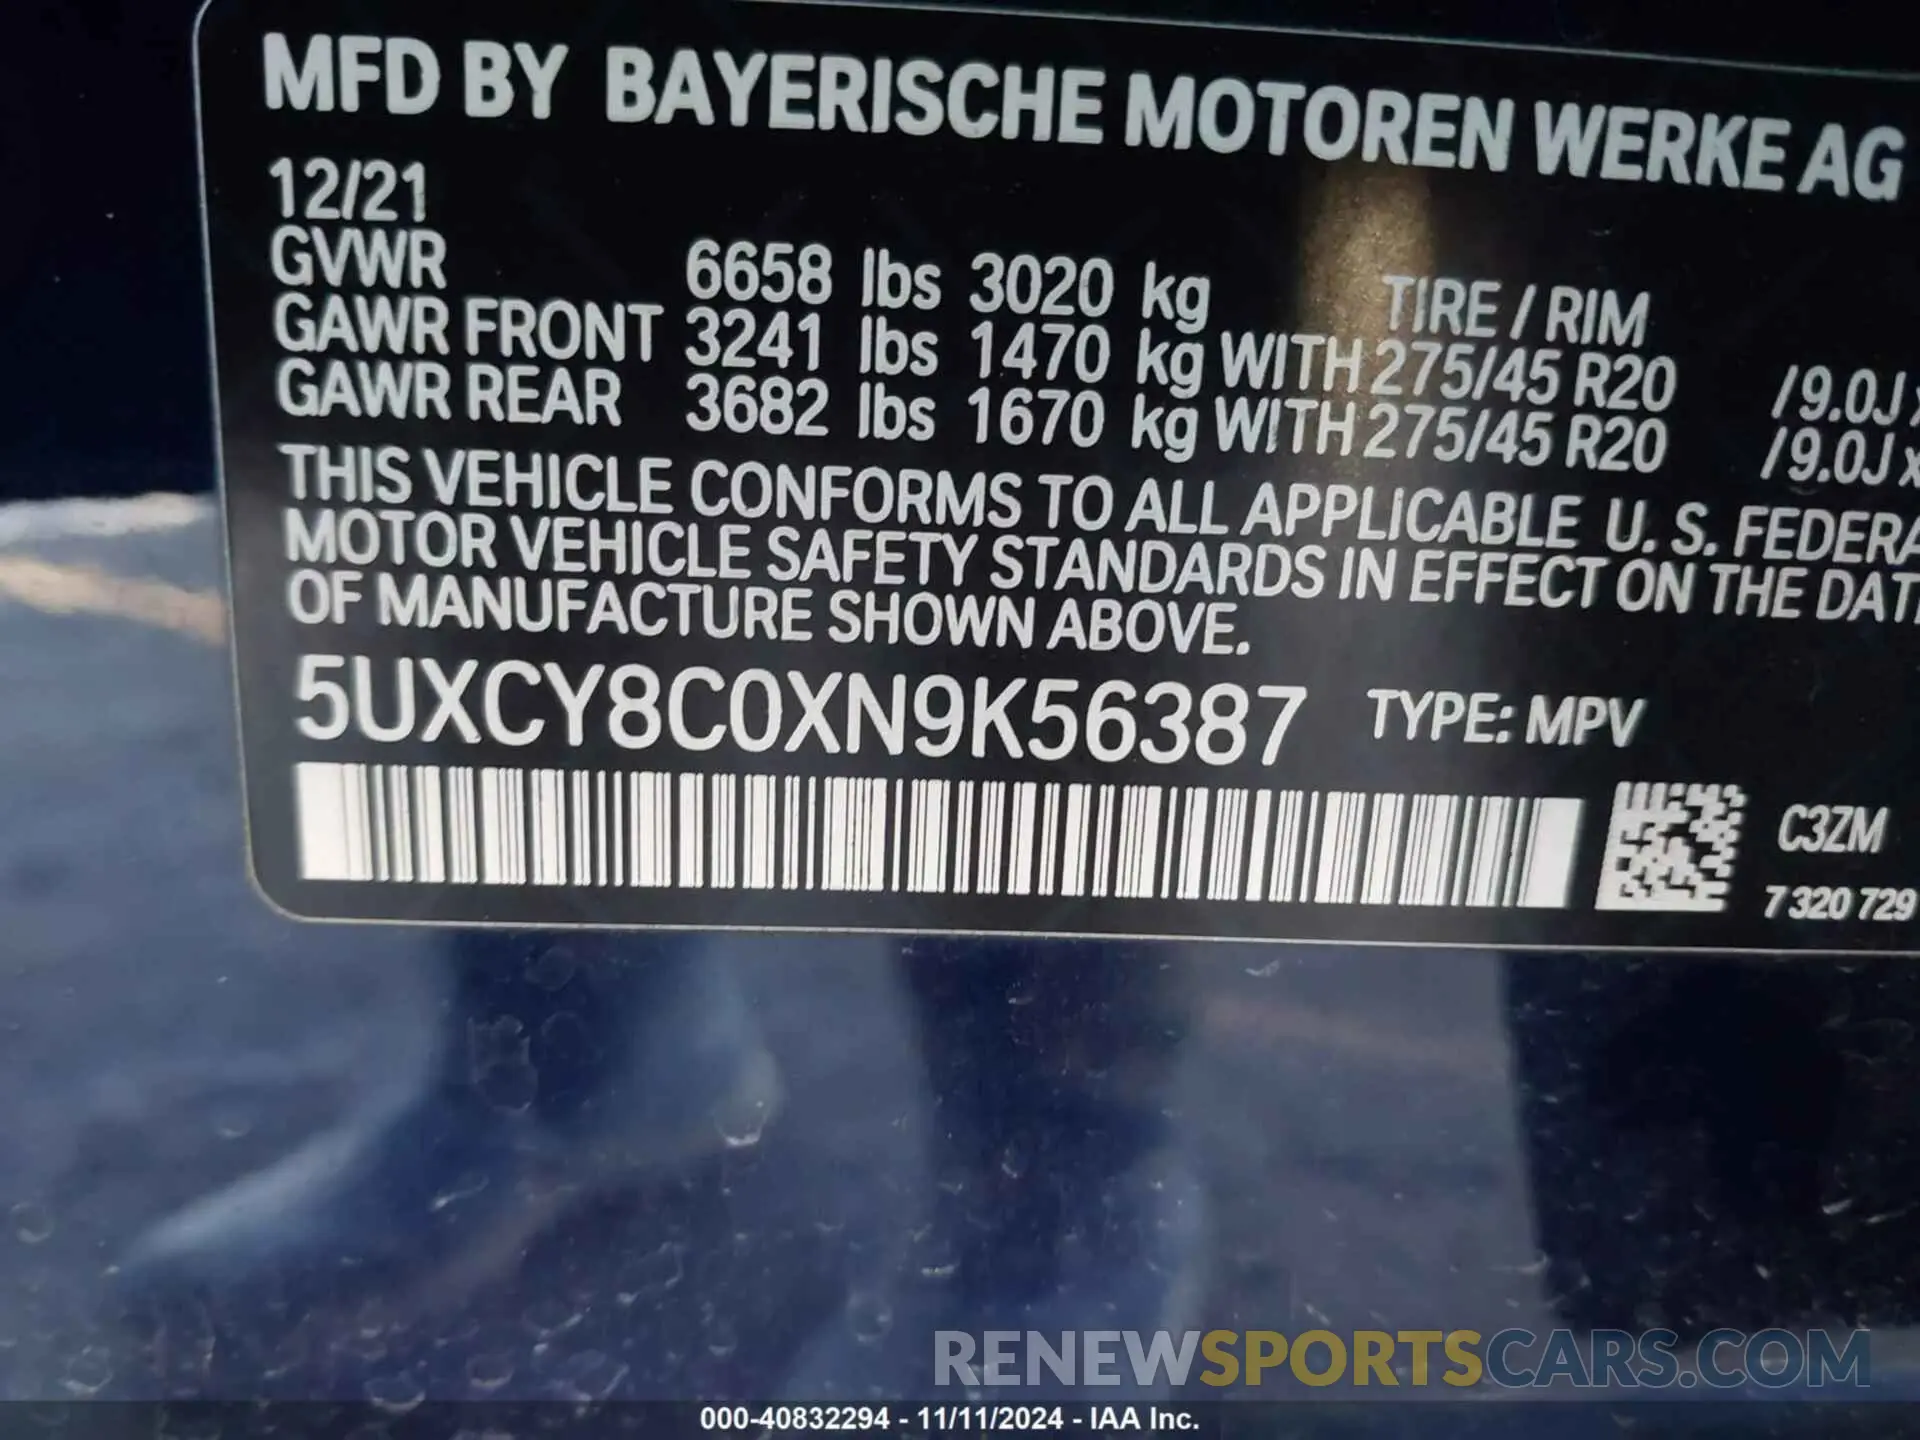 MFD BY BAYERISCHE MOTOREN WERKE AG
12/21
GVWR 6658 lbs 3020 kg TIRE / RIM
GAWR FRONT 3241 lbs 1470 kg WITH 275/45 R20 /9.0J x
GAWR REAR 3682 lbs 1670 kg WITH 275/45 R20 /9.0J x
THIS VEHICLE CONFORMS TO ALL APPLICABLE U. S. FEDERA
MOTOR VEHICLE SAFETY STANDARDS IN EFFECT ON THE DAT
OF MANUFACTURE SHOWN ABOVE.
5UXCY8C0XN9K56387 TYPE: MPV
C3ZM
7 320 729
RENEWSPORTSCARS.COM
000-40832294 - 11/11/2024 - IAA Inc.